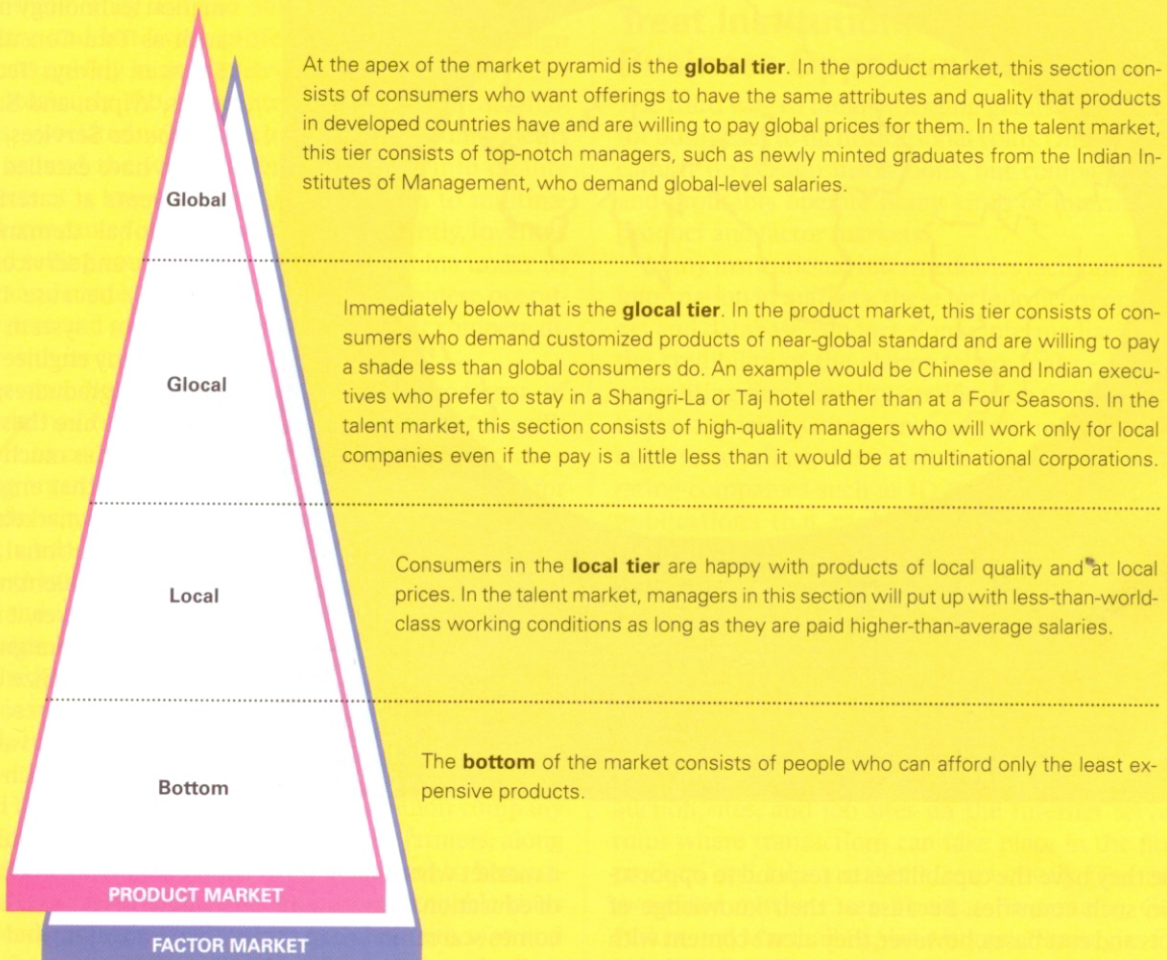 At the apex of the market pyramid is the global tier. In the product market, this section con-
sists of consumers who want offerings to have the same attributes and quality that products
in developed countries have and are willing to pay global prices for them. In the talent market,
this tier consists of top-notch managers, such as newly minted graduates from the Indian In-
stitutes of Management, who demand global-level salaries.
Global
Immediately below that is the glocal tier. In the product market, this tier consists of con-
sumers who demand customized products of near-global standard and are willing to pay
a shade less than global consumers do. An example would be Chinese and Indian execu-
tives who prefer to stay in a Shangri-La or Taj hotel rather than at a Four Seasons. In the
talent market, this section consists of high-quality managers who will work only for local
companies even if the pay is a little less than it would be at multinational corporations.
Glocal
Consumers in the local tier are happy with products of local quality and at local
prices. In the talent market, managers in this section will put up with less-than-world-
class working conditions as long as they are paid higher-than-average salaries.
Local
The bottom of the market consists of people who can afford only the least ex-
pensive products.
Bottom
PRODUCT MARKET
FACTOR MARKET